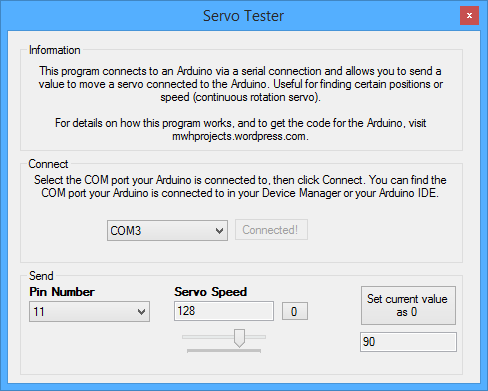 Servo Tester
x
Information
This program connects to an Arduino via a serial connection and allows you to send a
value to move a servo connected to the Arduino. Useful for finding certain positions or
speed (continuous rotation servo).
For details on how this program works, and to get the code for the Arduino, visit
mwhprojects.wordpress.com.
Connect
Select the COM port your Arduino is connected to, then click Connect. You can find the
COM port your Arduino is connected to in your Device Manager or your Arduino IDE.
COM3 Connected!
Send
Pin Number Servo Speed
11 128 0
Set current value
as 0
90